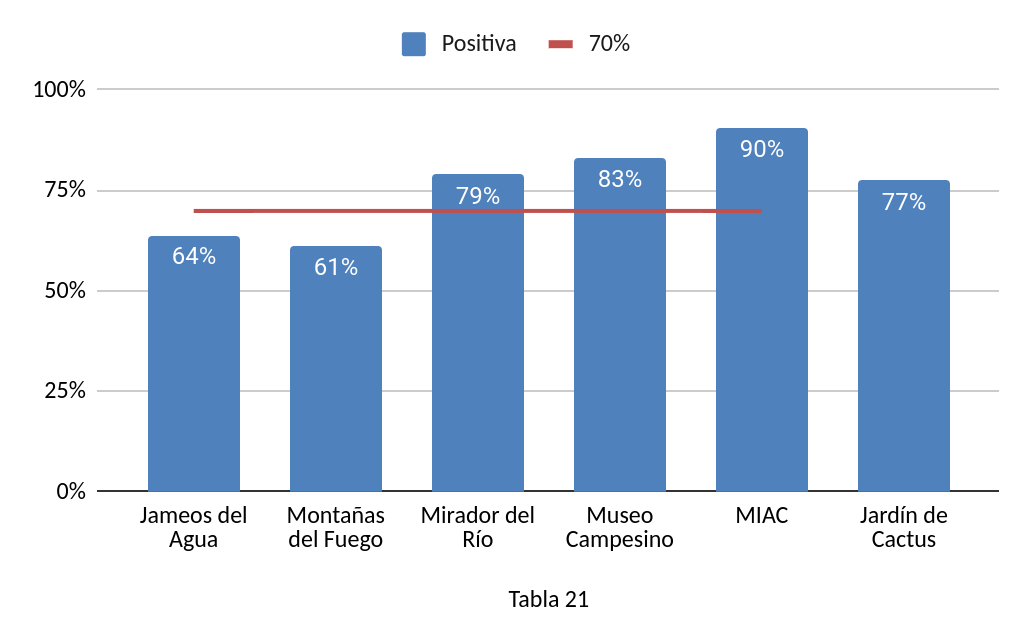 Positiva 70%
100%
75%
50%
25%
0%
64%
61%
79%
83%
90%
77%
Jameos del
Agua
Montañas
del Fuego
Mirador del
Río
Museo
Campesino
MIAC
Jardín de
Cactus
Tabla 21